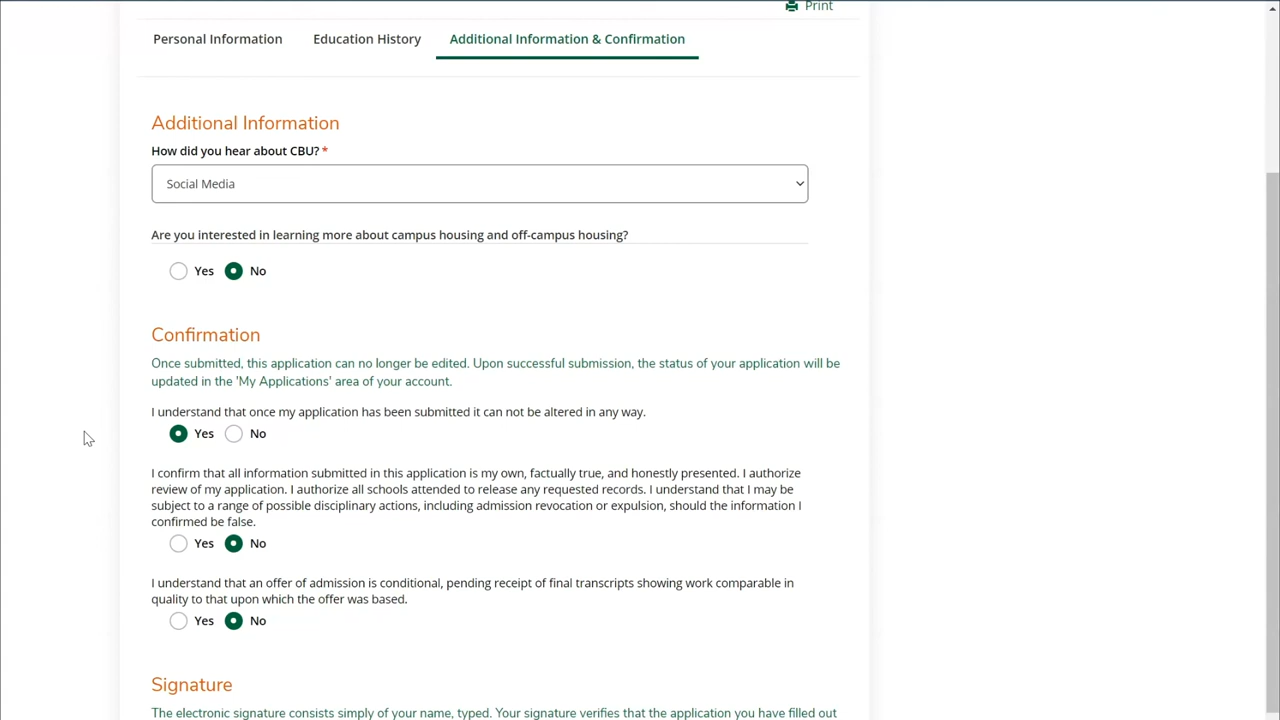 Print
Personal Information Education History Additional Information & Confirmation
Additional Information
How did you hear about CBU? *
Social Media
Are you interested in learning more about campus housing and off-campus housing?
Yes No
Confirmation
Once submitted, this application can no longer be edited. Upon successful submission, the status of your application will be
updated in the 'My Applications' area of your account.
I understand that once my application has been submitted it can not be altered in any way.
Yes No
I confirm that all information submitted in this application is my own, factually true, and honestly presented. I authorize
review of my application. I authorize all schools attended to release any requested records. I understand that I may be
subject to a range of possible disciplinary actions, including admission revocation or expulsion, should the information I
confirmed be false.
Yes No
I understand that an offer of admission is conditional, pending receipt of final transcripts showing work comparable in
quality to that upon which the offer was based.
Yes No
Signature
The electronic signature consists simply of your name, typed. Your signature verifies that the application you have filled out